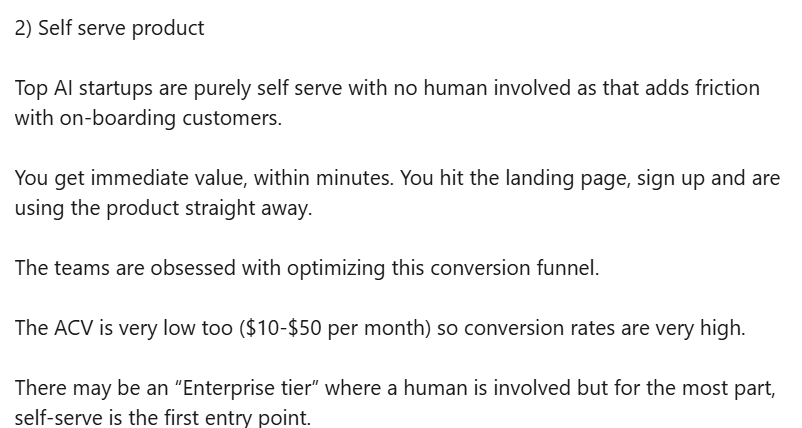 2) Self serve product
Top AI startups are purely self serve with no human involved as that adds friction
with on-boarding customers.
You get immediate value, within minutes. You hit the landing page, sign up and are
using the product straight away.
The teams are obsessed with optimizing this conversion funnel.
The ACV is very low too ($10-$50 per month) so conversion rates are very high.
There may be an “Enterprise tier” where a human is involved but for the most part,
self-serve is the first entry point.